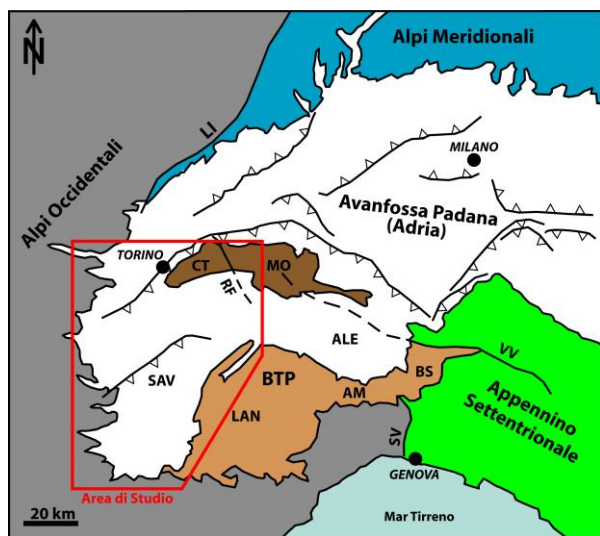 N
Alpi Meridionali
LI
MILANO
Alpi Occidentali
Avanfossa Padana
(Adria)
TORINO
CT
MO
RF
ALE
VV
SAV
BTP
BS
LAN
AM
Appennino
Settentrionale
SV
GENOVA
Area di Studio
20 km
Mar Tirreno